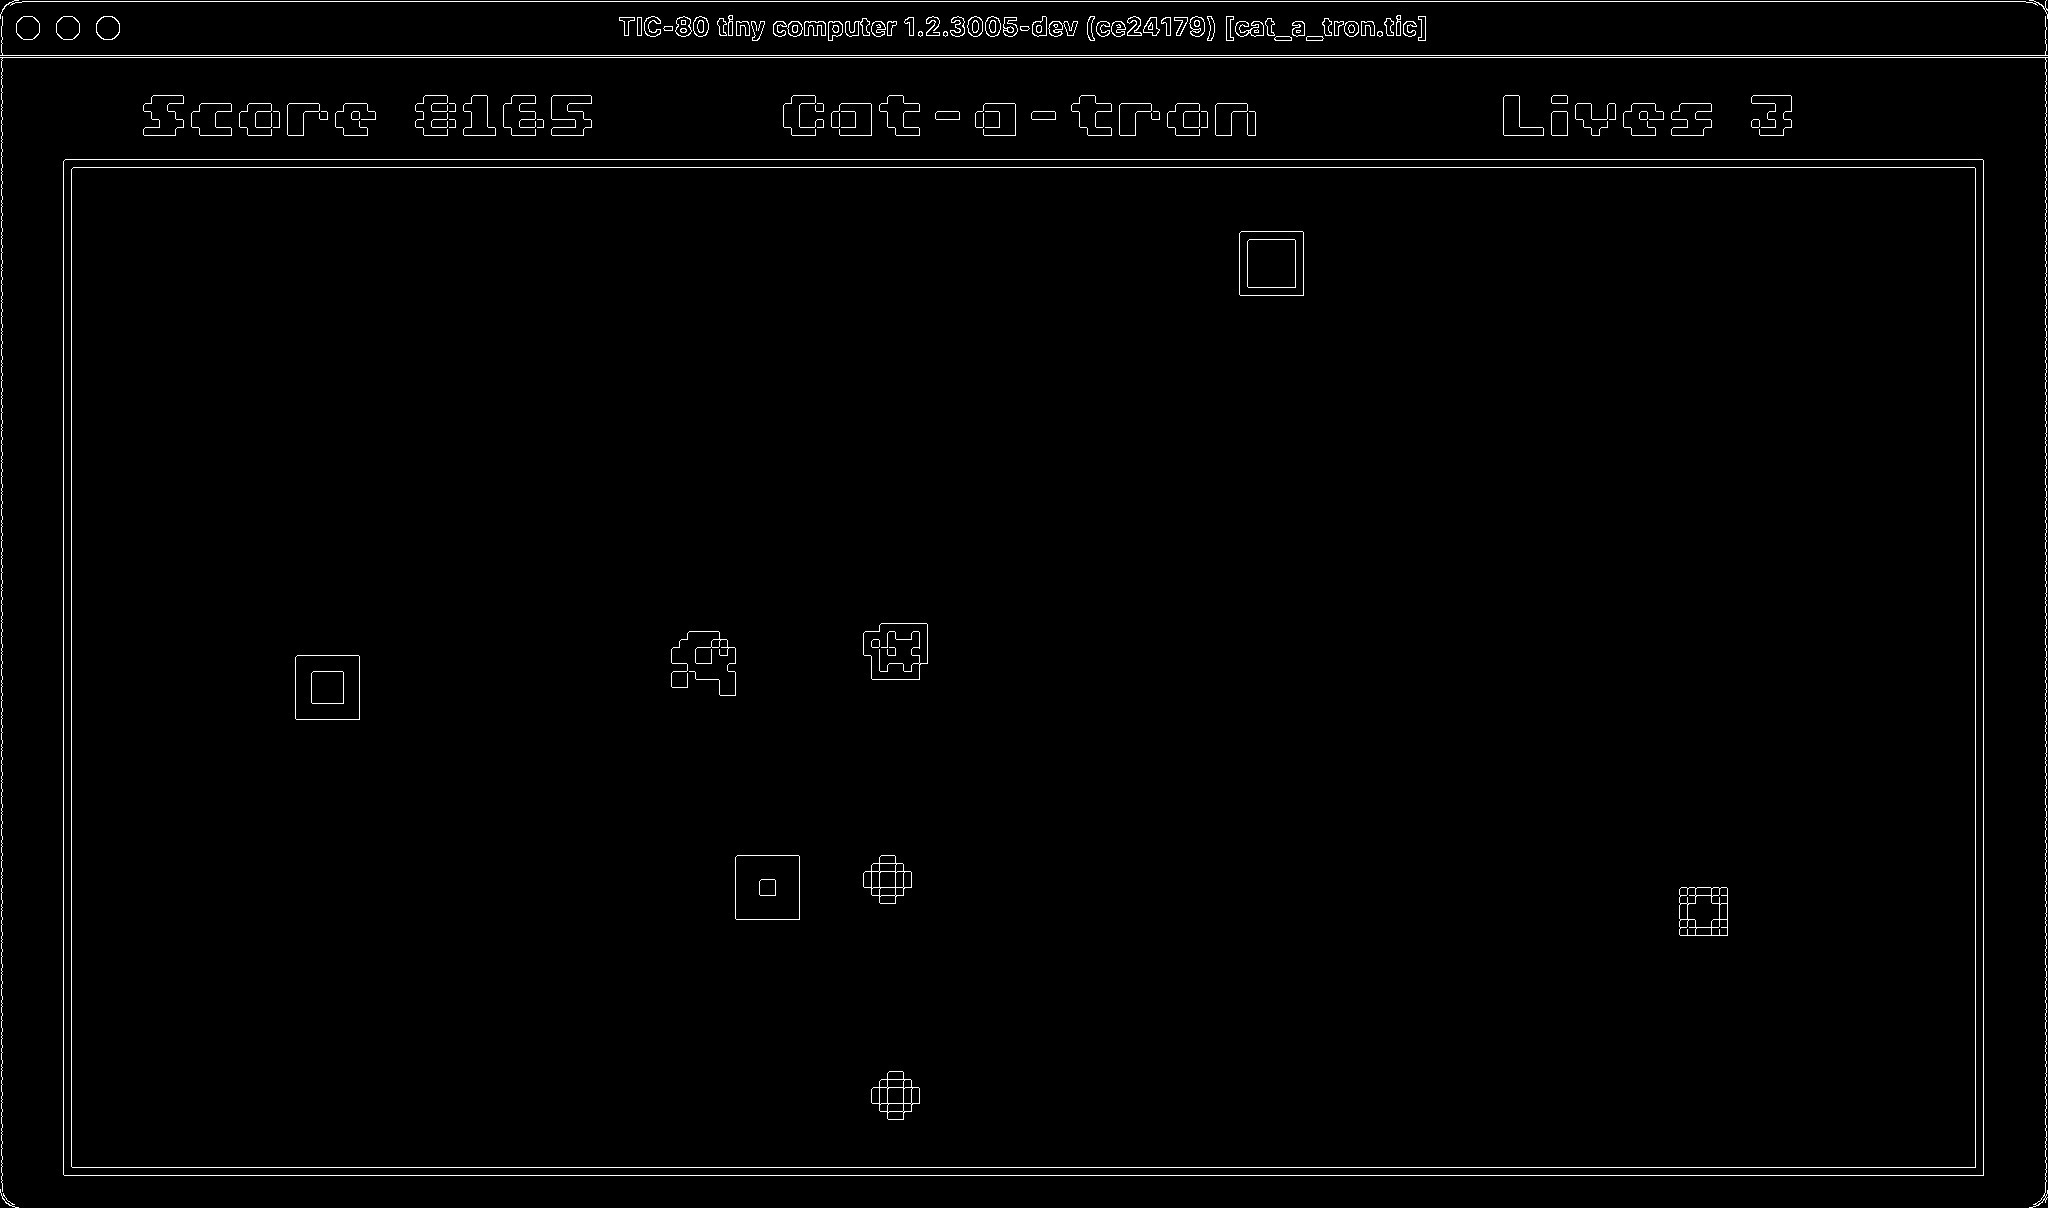 TIC-80 tiny computer 1.2.3005-dev (ce24179) [cat_a_tron.tic]
Score 8165 Cat-a-tron Lives 3